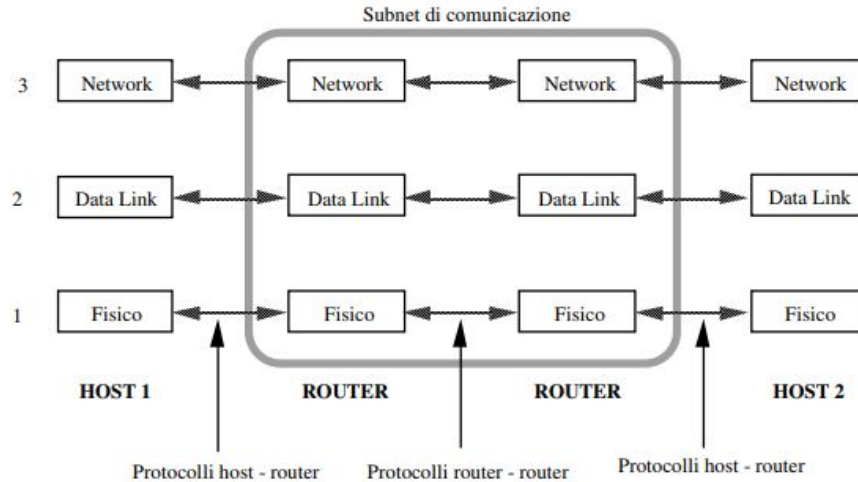 Subnet di comunicazione
3 Network Network Network Network
2 Data Link Data Link Data Link Data Link
1 Fisico Fisico Fisico Fisico
HOST 1 ROUTER ROUTER HOST 2
Protocolli host - router Protocolli router - router Protocolli host - router